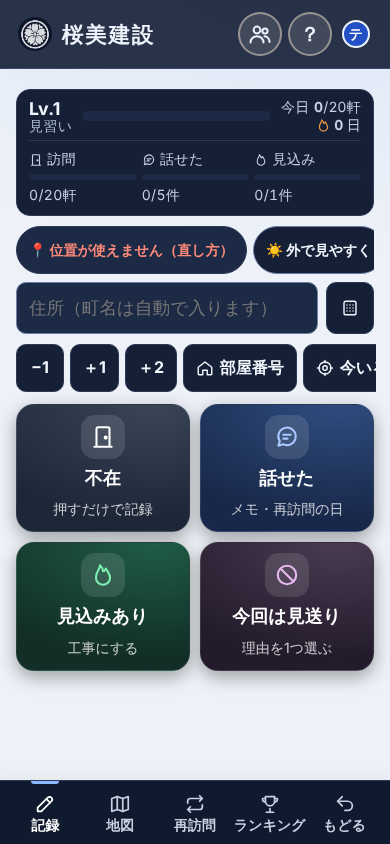 桜美建設
?
テ
Lv.1
見習い
今日 0/20軒
0 日
訪問
話せた
見込み
0/20軒
0/5件
0/1件
位置が使えません（直し方）
外で見やすく
住所（町名は自動で入ります）
−1
＋1
＋2
部屋番号
今い
不在
押すだけで記録
話せた
メモ・再訪問の日
見込みあり
工事にする
今回は見送り
理由を1つ選ぶ
記録
地図
再訪問
ランキング
もどる